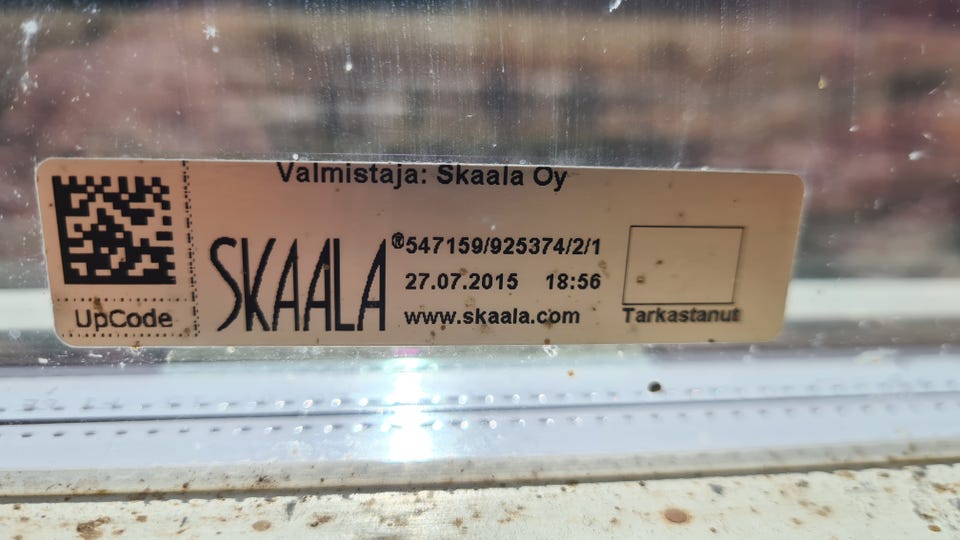 Valmistaja: Skaala Oy
SKAALA®
547159/925374/2/1
27.07.2015 18:56
www.skaala.com
UpCode
Tarkastanut